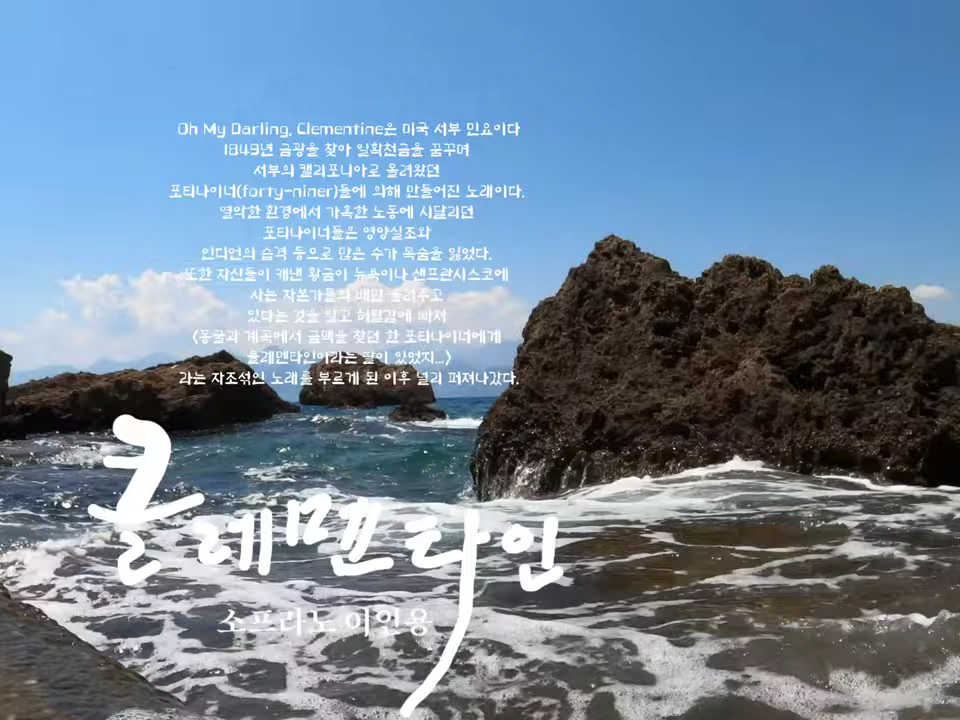 Oh My Darling, Clementine은 미국 서부 민요이다
1849년 금광을 찾아 일확천금을 꿈꾸며
서부의 캘리포니아로 몰려왔던
포티나이너(forty-niner)들에 의해 만들어진 노래이다.
열악한 환경에서 가혹한 노동에 시달리던
포티나이너들은 영양실조와
인디언의 습격 등으로 많은 수가 목숨을 잃었다.
또한 자신들이 캐낸 황금이 뉴욕이나 샌프란시스코에
사는 자본가들의 배만 불려주고
있다는 것을 알고 허탈감에 빠져
<동굴과 계곡에서 금맥을 찾던 한 포티나이너에게
클레멘타인이라는 딸이 있었지...>
라는 자조섞인 노래를 부르게 된 이후 널리 퍼져나갔다.
클레멘타인
소프라노 이인용